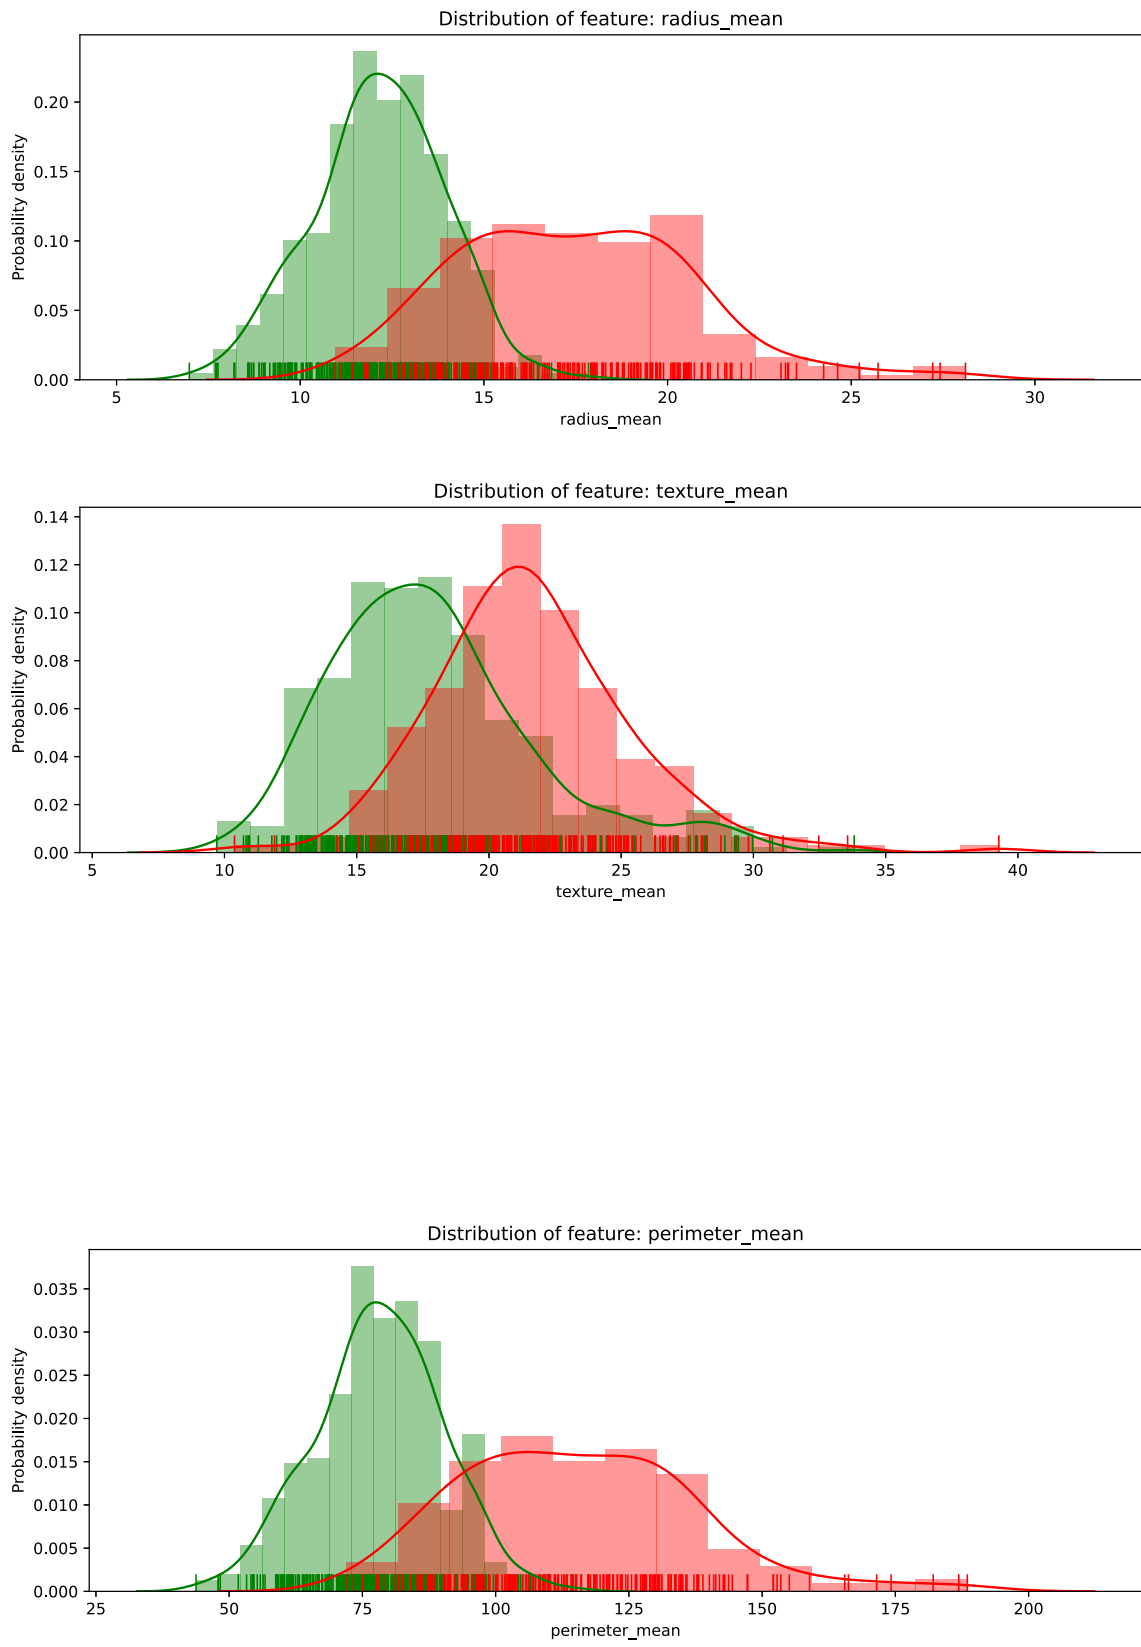 Distribution of feature: radius_mean
0.20
0.15
0.10
0.05
0.00
Probability density
5 10 15 20 25 30
radius_mean
Distribution of feature: texture_mean
0.14
0.12
0.10
0.08
0.06
0.04
0.02
0.00
Probability density
5 10 15 20 25 30 35 40
texture_mean
Distribution of feature: perimeter_mean
0.035
0.030
0.025
0.020
0.015
0.010
0.005
0.000
Probability density
25 50 75 100 125 150 175 200
perimeter_mean